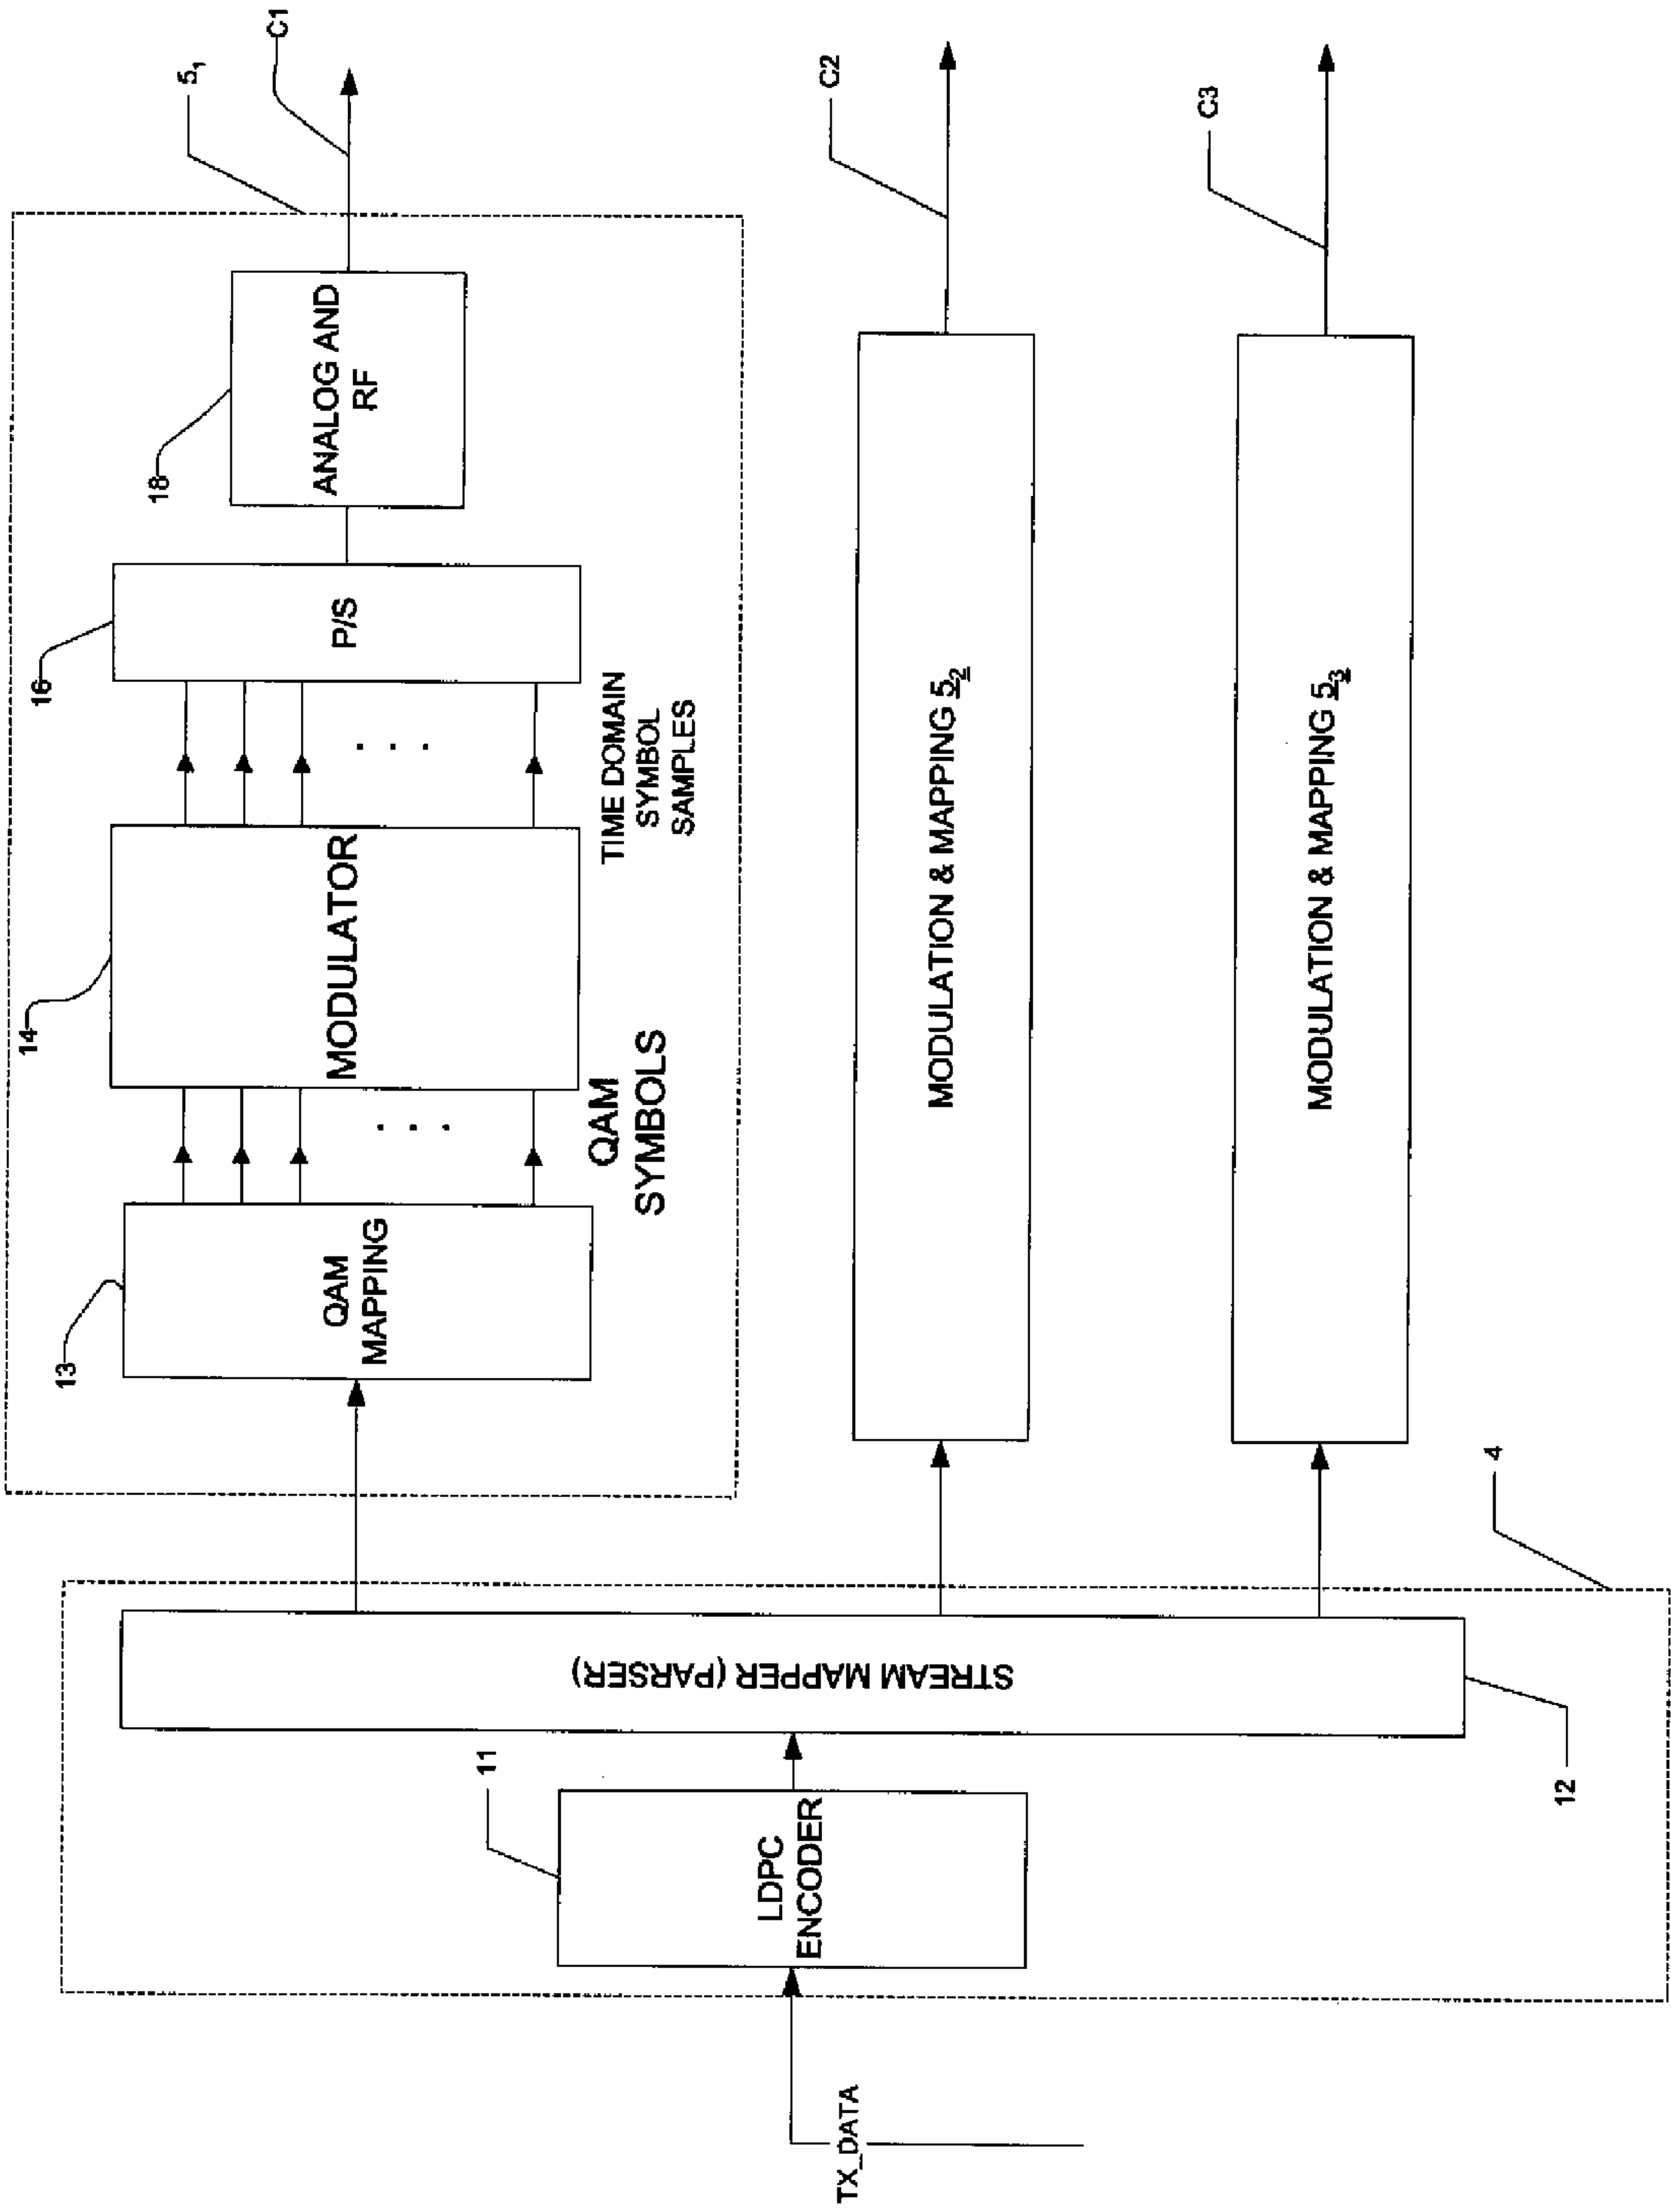 TX_DATA
11
LDPC
ENCODER
STREAM MAPPER (PARSER)
12
4
13
QAM
MAPPING
QAM
SYMBOLS
14
MODULATOR
TIME DOMAIN
SYMBOL
SAMPLES
16
P/S
18
ANALOG AND
RF
5₁
C1
MODULATION & MAPPING 5₂
C2
MODULATION & MAPPING 5₃
C3